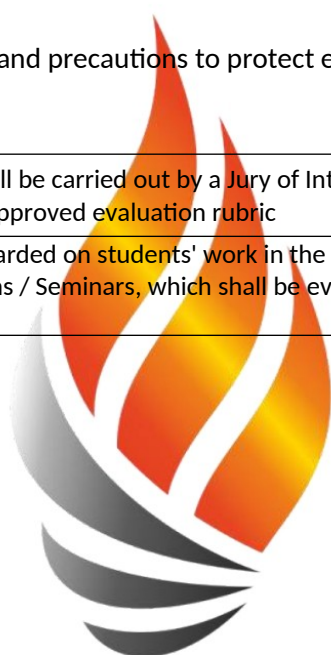 and precautions to protect e
ll be carried out by a Jury of Int
pproved evaluation rubric
arded on students' work in the
ns / Seminars, which shall be ev